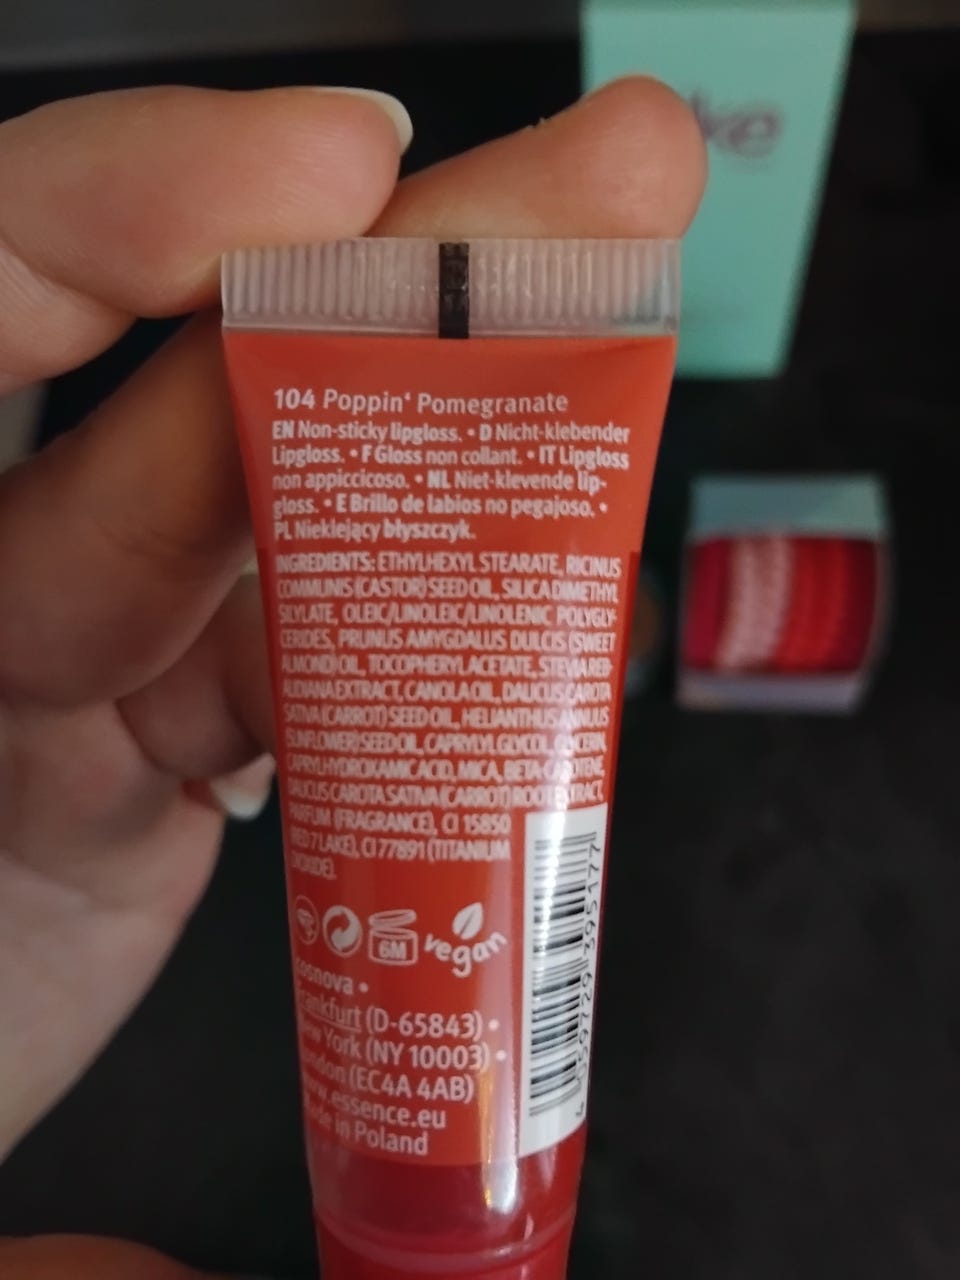 ke
104 Poppin‘ Pomegranate
EN Non-sticky lipgloss. • D Nicht-klebender
Lipgloss. • F Gloss non collant. • IT Lipgloss
non appiccicoso. • NL Niet-klevende lip-
gloss. • E Brillo de labios no pegajoso. •
PL Nieklejący błyszczyk.
INGREDIENTS: ETHYLHEXYL STEARATE, RICINUS
COMMUNIS (CASTOR) SEED OIL, SILICA DIMETHYL
SILYLATE, OLEIC/LINOLEIC/LINOLENIC POLYGLY-
CERIDES, PRUNUS AMYGDALUS DULCIS (SWEET
ALMOND) OIL, TOCOPHERYL ACETATE, STEVIA REB-
AUDIANA EXTRACT, CANOLA OIL, DAUCUS CAROTA
SATIVA (CARROT) SEED OIL, HELIANTHUS ANNUUS
(SUNFLOWER) SEED OIL, CAPRYLYL GLYCOL, GLYCERIN,
CAPRYLHYDROXAMIC ACID, MICA, BETA-CAROTENE,
DAUCUS CAROTA SATIVA (CARROT) ROOT EXTRACT,
PARFUM (FRAGRANCE), CI 15850
(RED 7 LAKE), CI 77891 (TITANIUM
DIOXIDE).
6M vegan
cosnova •
Frankfurt (D-65843) •
New York (NY 10003) •
London (EC4A 4AB)
www.essence.eu
Made in Poland
4 059729 395177